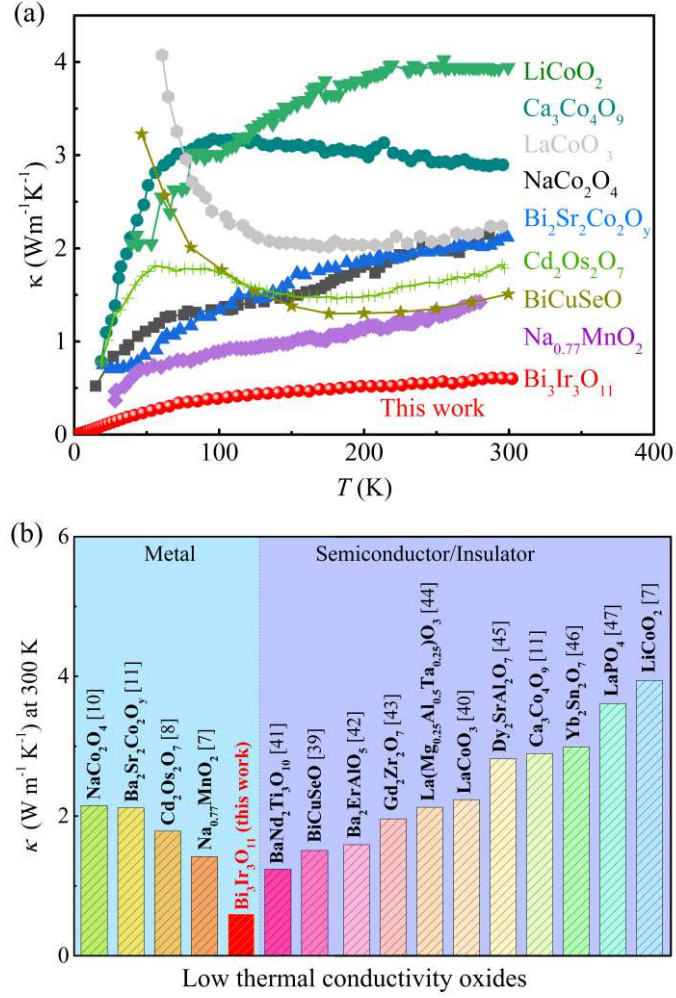 (a)
κ (Wm⁻¹K⁻¹)
4
3
2
1
0
LiCoO₂
Ca₃Co₄O₉
LaCoO₃
NaCo₂O₄
Bi₂Sr₂Co₂Oᵧ
Cd₂Os₂O₇
BiCuSeO
Na₀.₇₇MnO₂
Bi₃Ir₃O₁₁
This work
0 100 200 300 400
T (K)
(b)
κ (W m⁻¹ K⁻¹) at 300 K
6
4
2
0
Metal
Semiconductor/Insulator
NaCo₂O₄ [10]
Ba₂Sr₂Co₂Oᵧ [11]
Cd₂Os₂O₇ [8]
Na₀.₇₇MnO₂ [7]
Bi₃Ir₃O₁₁ (this work)
BaNd₂Ti₃O₁₀ [41]
BiCuSeO [39]
Ba₂ErAlO₅ [42]
Gd₂Zr₂O₇ [43]
La(Mg₀.₂₅Al₀.₅Ta₀.₂₅)O₃ [44]
LaCoO₃ [40]
Dy₂SrAl₂O₇ [45]
Ca₃Co₄O₉ [11]
Yb₂Sn₂O₇ [46]
LaPO₄ [47]
LiCoO₂ [7]
Low thermal conductivity oxides